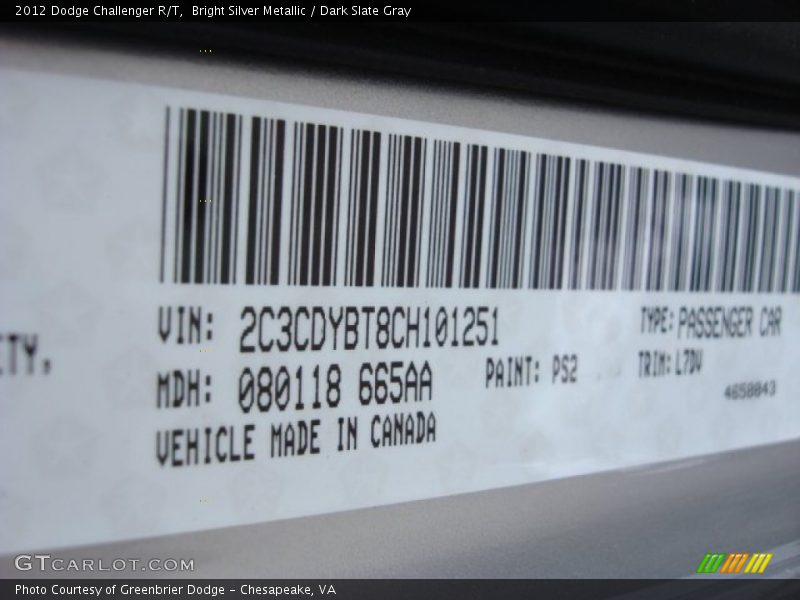 2012 Dodge Challenger R/T,  Bright Silver Metallic / Dark Slate Gray
VIN: 2C3CDYBT8CH101251
TYPE: PASSENGER CAR
ITY,
MDH: 080118 665AA
PAINT: PS2
TRIM: L7DV
4658043
VEHICLE MADE IN CANADA
GTCARLOT.COM
Photo Courtesy of Greenbrier Dodge - Chesapeake, VA